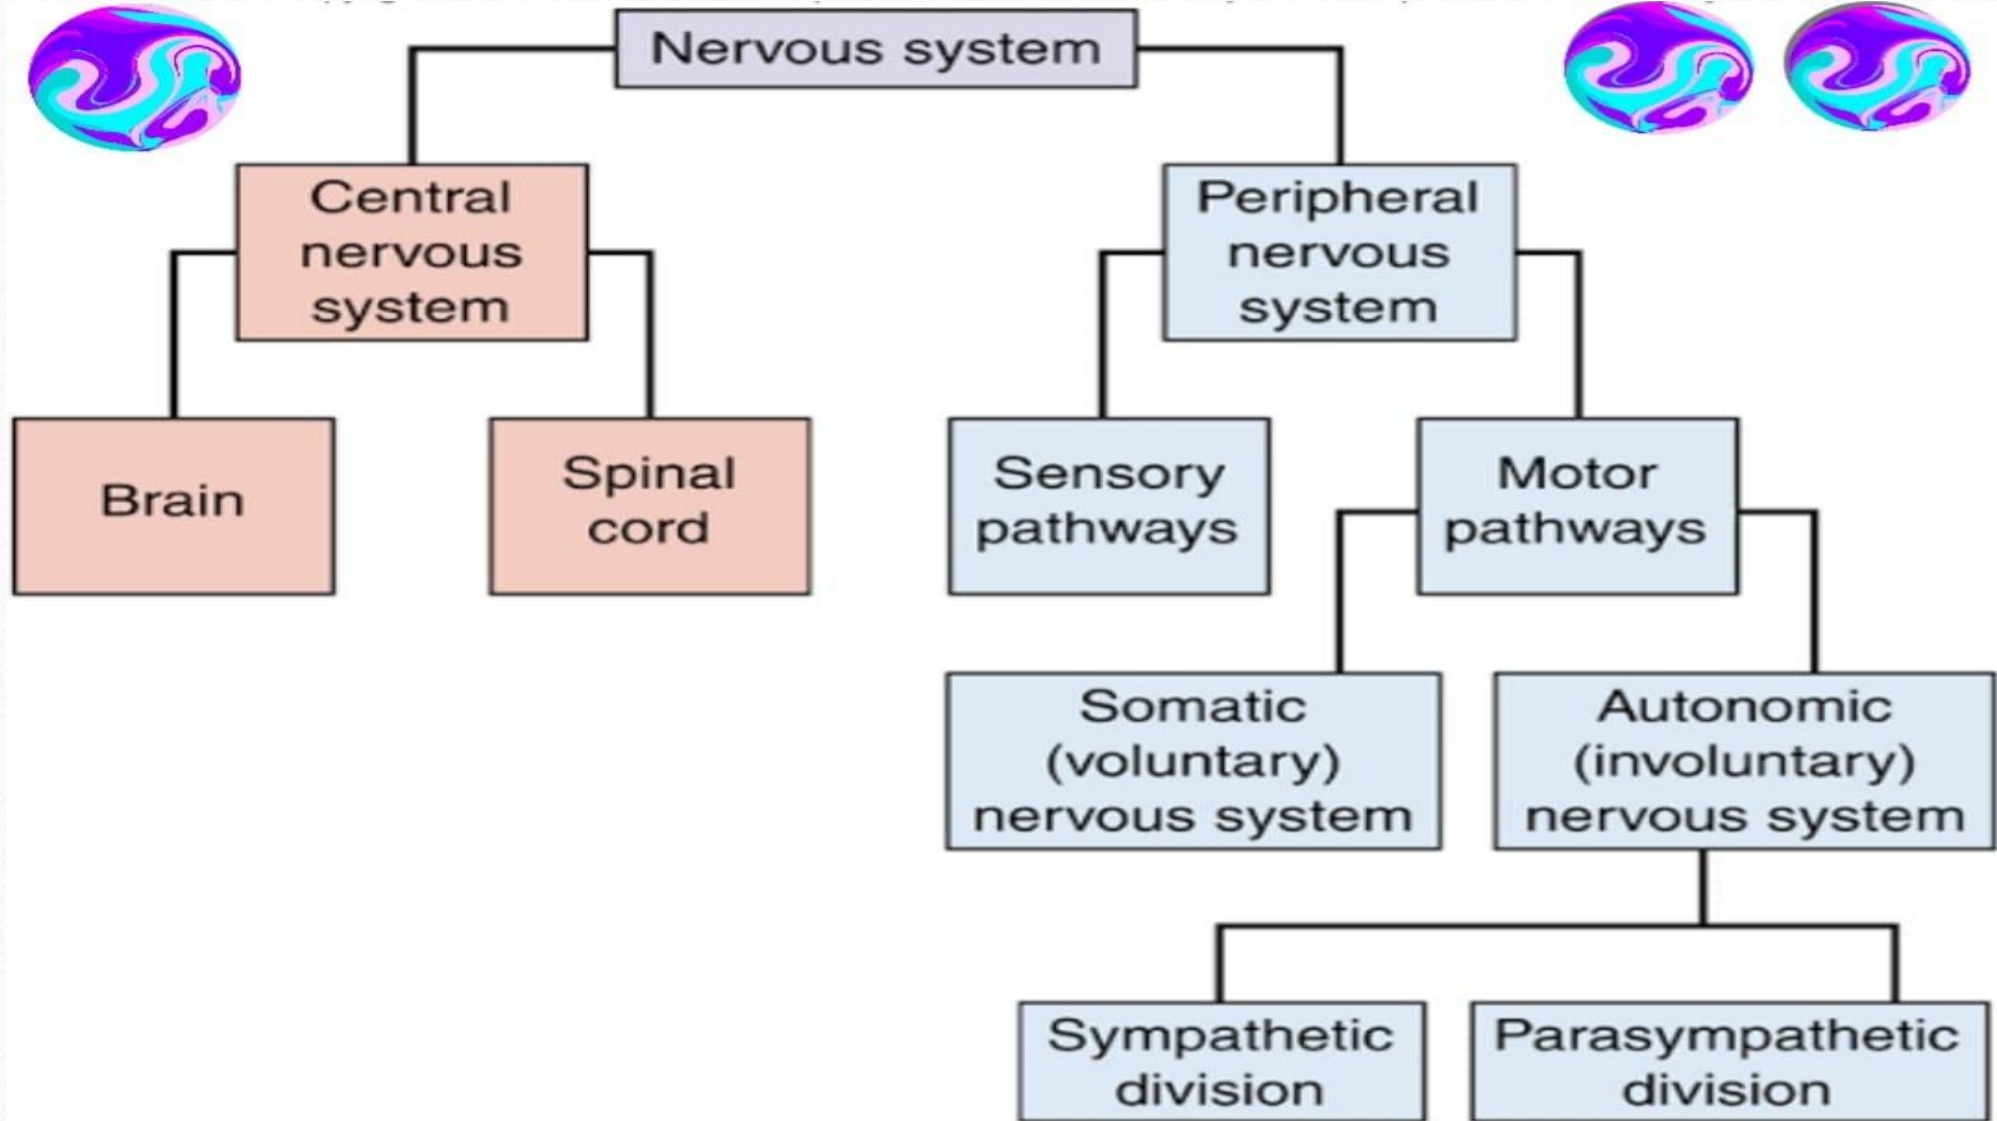 Nervous system
Central
nervous
system
Peripheral
nervous
system
Brain
Spinal
cord
Sensory
pathways
Motor
pathways
Somatic
(voluntary)
nervous system
Autonomic
(involuntary)
nervous system
Sympathetic
division
Parasympathetic
division